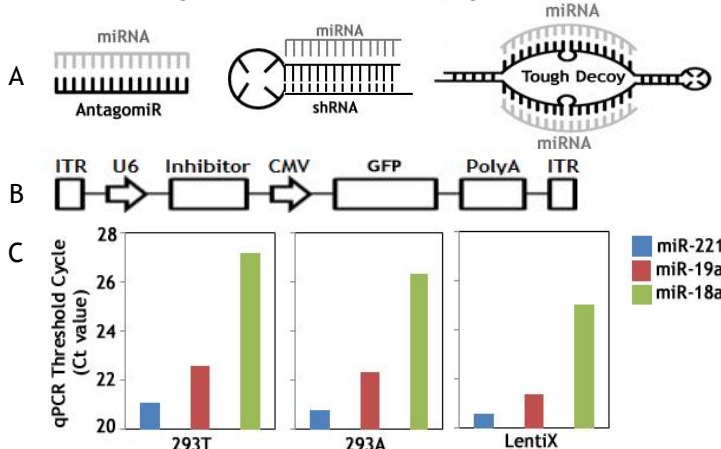 miRNA
miRNA
miRNA
A
Tough Decoy
AntagomiR
shRNA
miRNA
ITR U6 Inhibitor CMV GFP PolyA ITR
B
C
qPCR Threshold Cycle
(Ct value)
28
26
24
22
20
miR-221
miR-19a
miR-18a
293T 293A LentiX